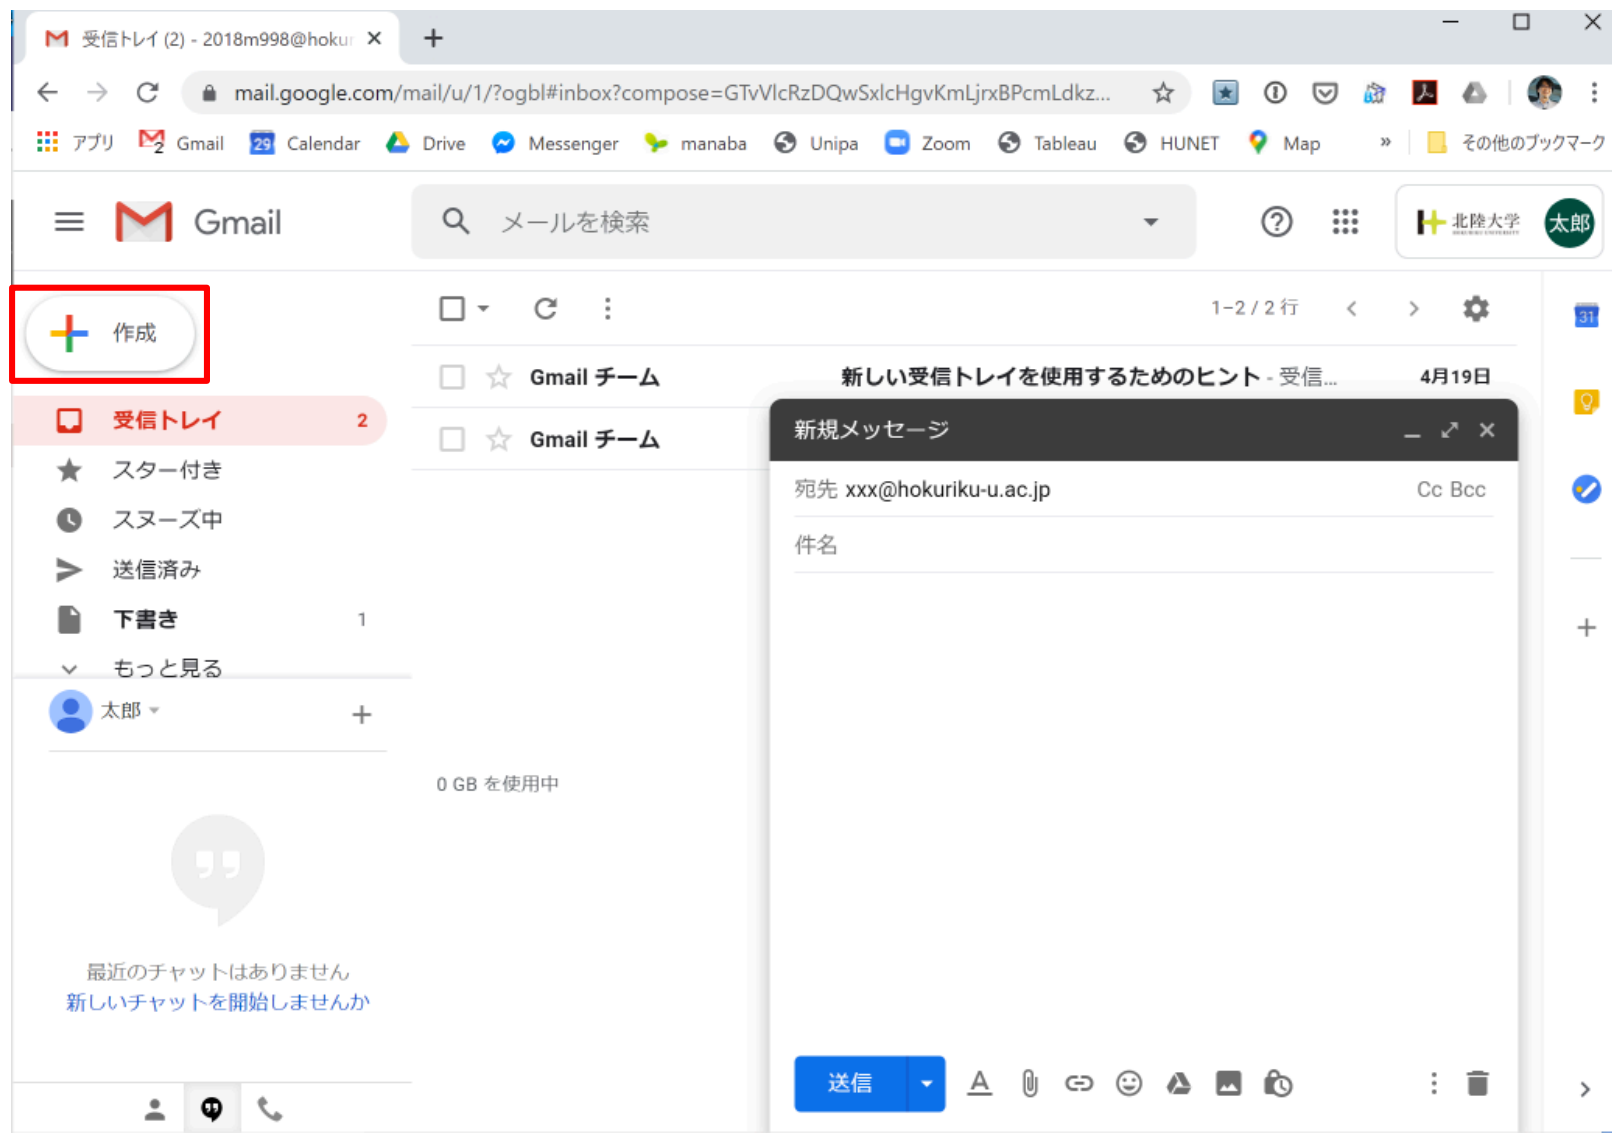 受信トレイ (2) - 2018m998@hokur
mail.google.com/mail/u/1/?ogbl#inbox?compose=GTvVlcRzDQwSxlcHgvKmLjrxBPcmLdkz...
アプリ 2 Gmail 29 Calendar Drive Messenger manaba Unipa Zoom Tableau HUNET Map » その他のブックマーク
Gmail
メールを検索
北陸大学
太郎
作成
1–2 / 2 行
31
Gmail チーム 新しい受信トレイを使用するためのヒント - 受信... 4月19日
Gmail チーム
受信トレイ 2
スター付き
スヌーズ中
送信済み
下書き 1
もっと見る
太郎
最近のチャットはありません
新しいチャットを開始しませんか
0 GB を使用中
新規メッセージ
宛先 xxx@hokuriku-u.ac.jp Cc Bcc
件名
送信